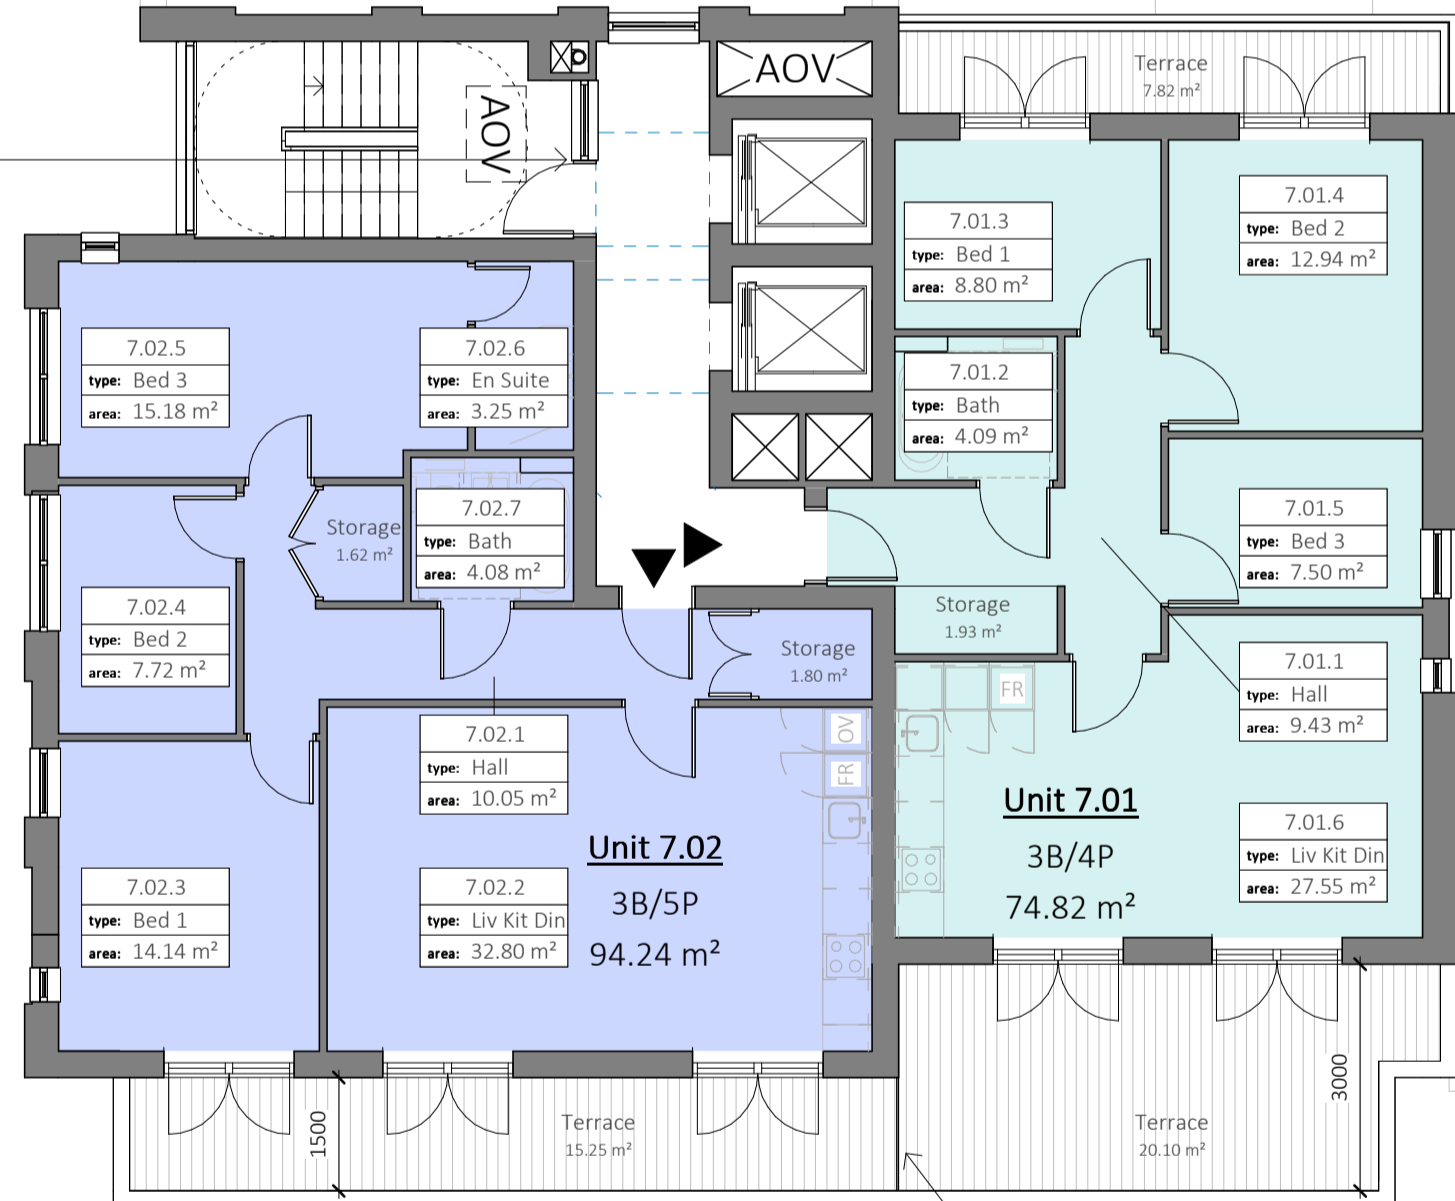 AOV
AOV
Terrace
7.82 m²
7.01.3
type: Bed 1
area: 8.80 m²
7.01.4
type: Bed 2
area: 12.94 m²
7.02.5
type: Bed 3
area: 15.18 m²
7.02.6
type: En Suite
area: 3.25 m²
7.01.2
type: Bath
area: 4.09 m²
7.02.7
type: Bath
area: 4.08 m²
Storage
1.62 m²
7.01.5
type: Bed 3
area: 7.50 m²
7.02.4
type: Bed 2
area: 7.72 m²
Storage
1.93 m²
Storage
1.80 m²
7.01.1
type: Hall
area: 9.43 m²
FR
7.02.1
type: Hall
area: 10.05 m²
OV
FR
Unit 7.01
3B/4P
74.82 m²
7.01.6
type: Liv Kit Din
area: 27.55 m²
Unit 7.02
3B/5P
94.24 m²
7.02.3
type: Bed 1
area: 14.14 m²
7.02.2
type: Liv Kit Din
area: 32.80 m²
1500
Terrace
15.25 m²
Terrace
20.10 m²
3000